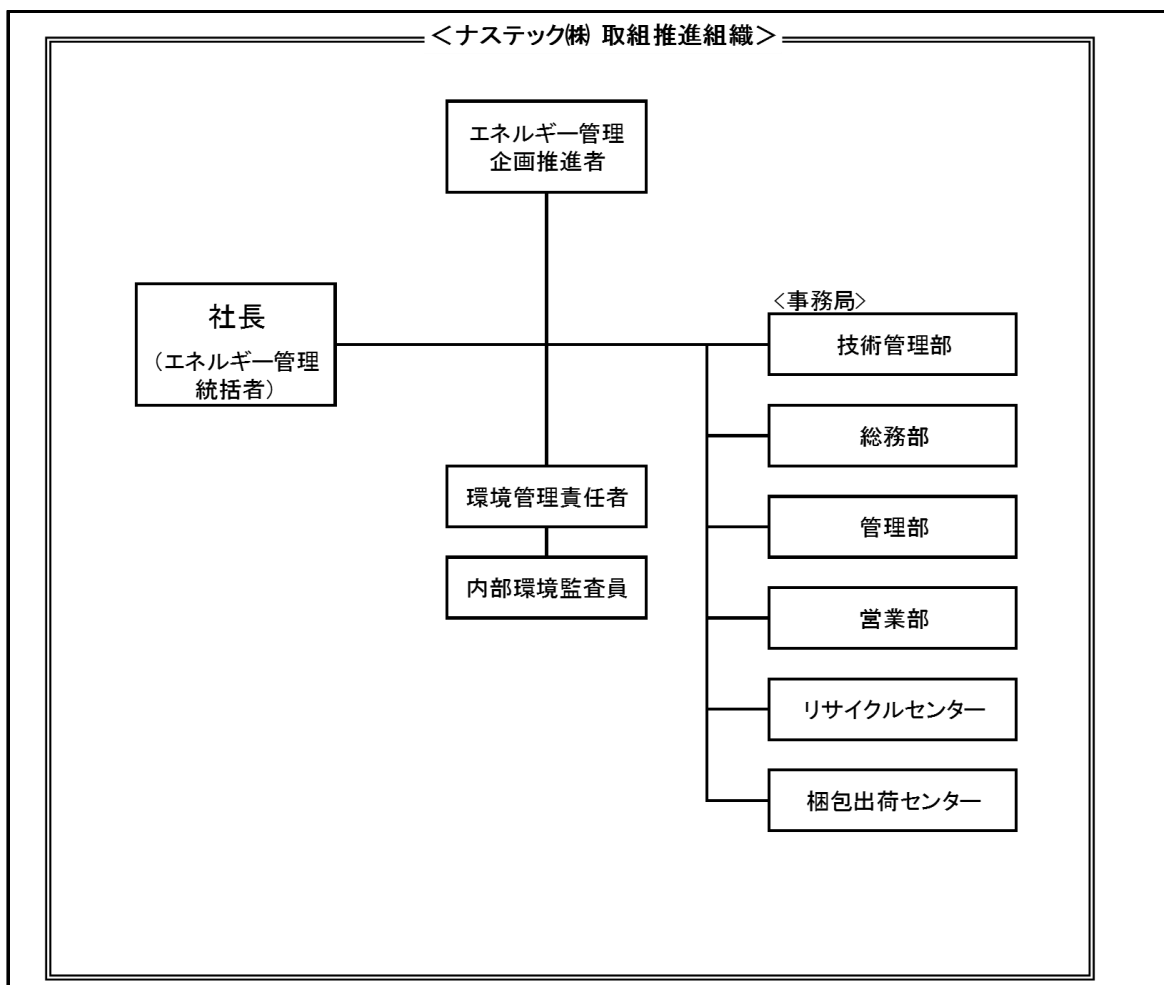 ＜ナステック㈱ 取組推進組織＞
エネルギー管理
企画推進者
社長
（エネルギー管理
統括者）
＜事務局＞
技術管理部
総務部
環境管理責任者
管理部
内部環境監査員
営業部
リサイクルセンター
梱包出荷センター